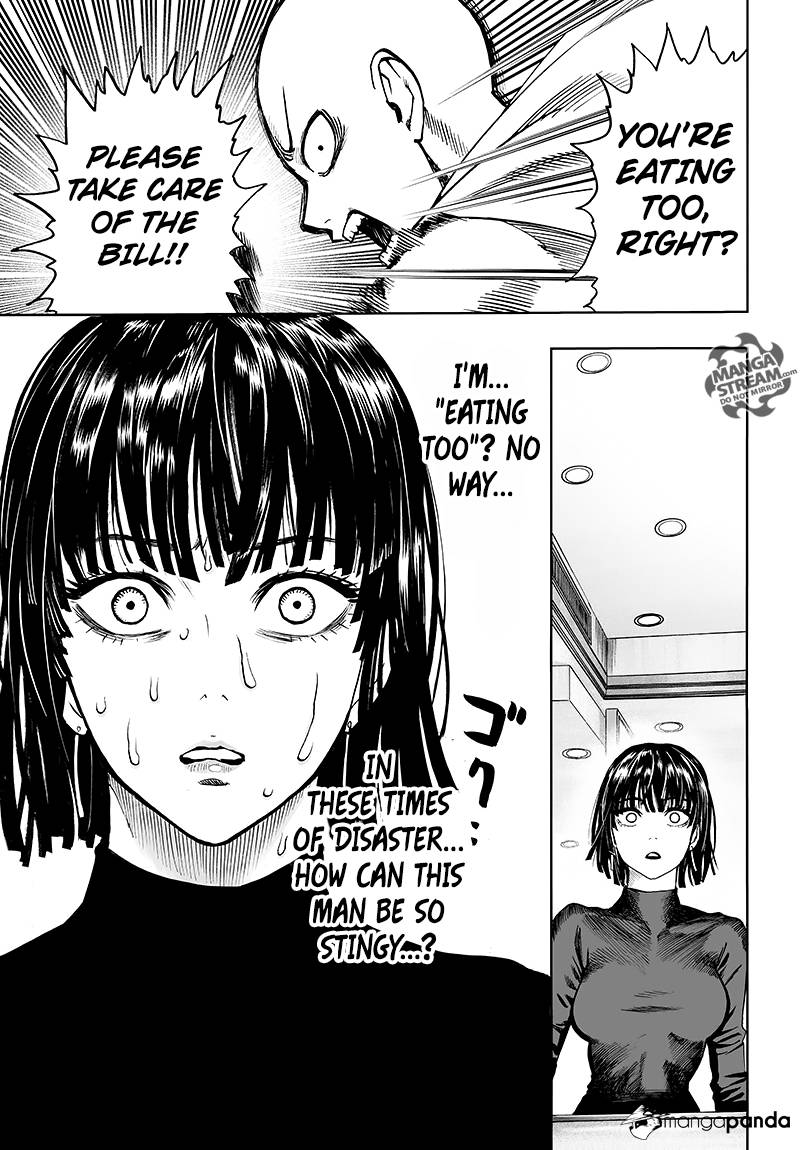 YOU'RE
EATING
TOO,
RIGHT?
PLEASE
TAKE CARE
OF THE
BILL!!
MANGA
STREAM.com
DO NOT MIRROR
I'M...
"EATING
TOO"? NO
WAY...
ゴクッ
IN
THESE TIMES
OF DISASTER...
HOW CAN THIS
MAN BE SO
STINGY...?
mangapanda